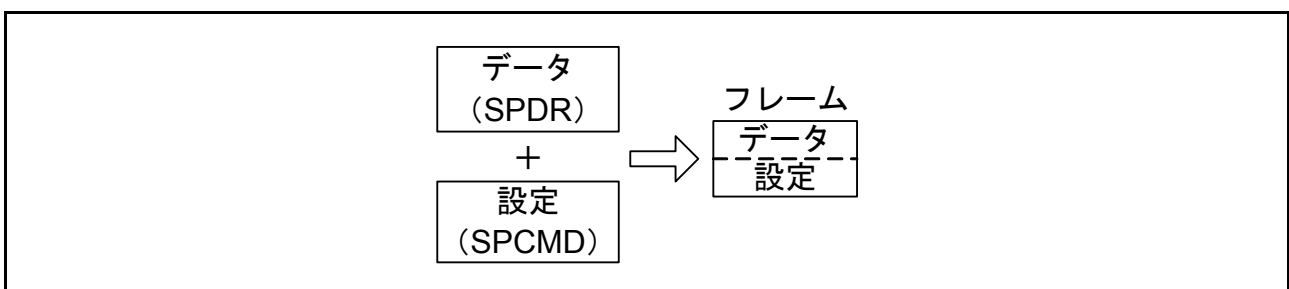 データ
（SPDR）
＋
設定
（SPCMD）
フレーム
データ
設定